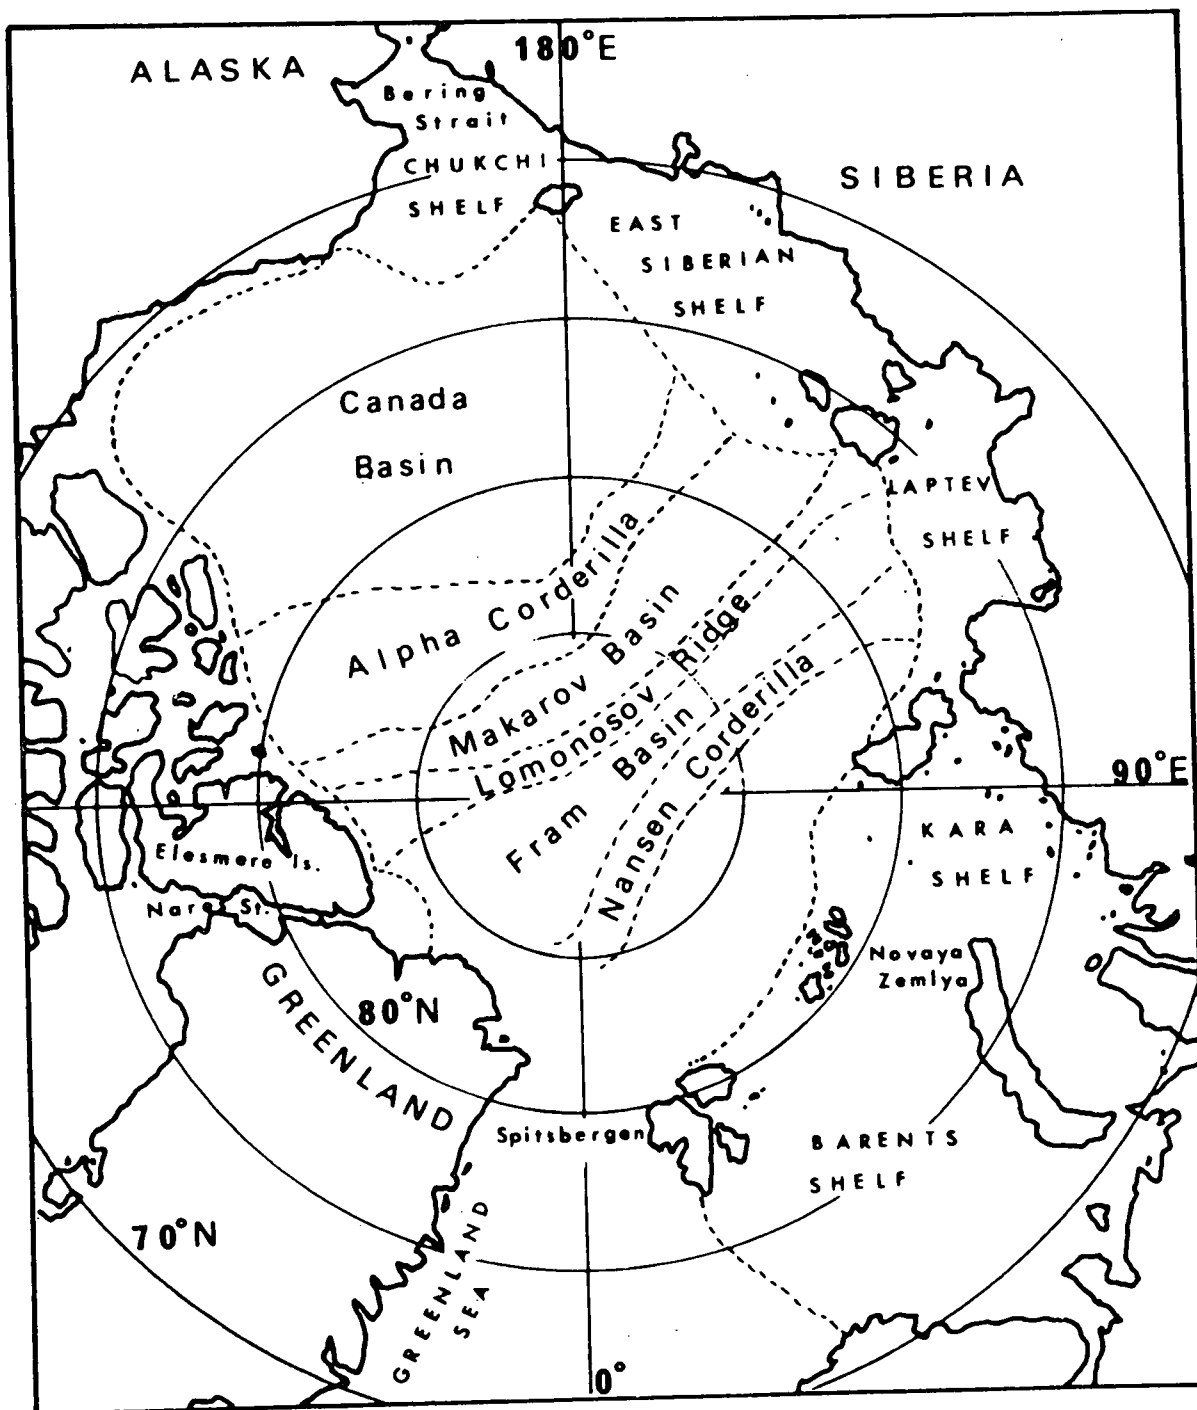 180°E
ALASKA
Bering
Strait
CHUKCHI
SHELF
SIBERIA
EAST
SIBERIAN
SHELF
Canada
Basin
LAPTEV
SHELF
Alpha Corderilla
Makarov Basin
Lomonosov Ridge
Fram Basin
Nansen Corderilla
90°E
KARA
SHELF
Elesmere Is.
Nares St.
Novaya
Zemlya
GREENLAND
80°N
Spitsbergen
BARENTS
SHELF
70°N
GREENLAND
SEA
0°